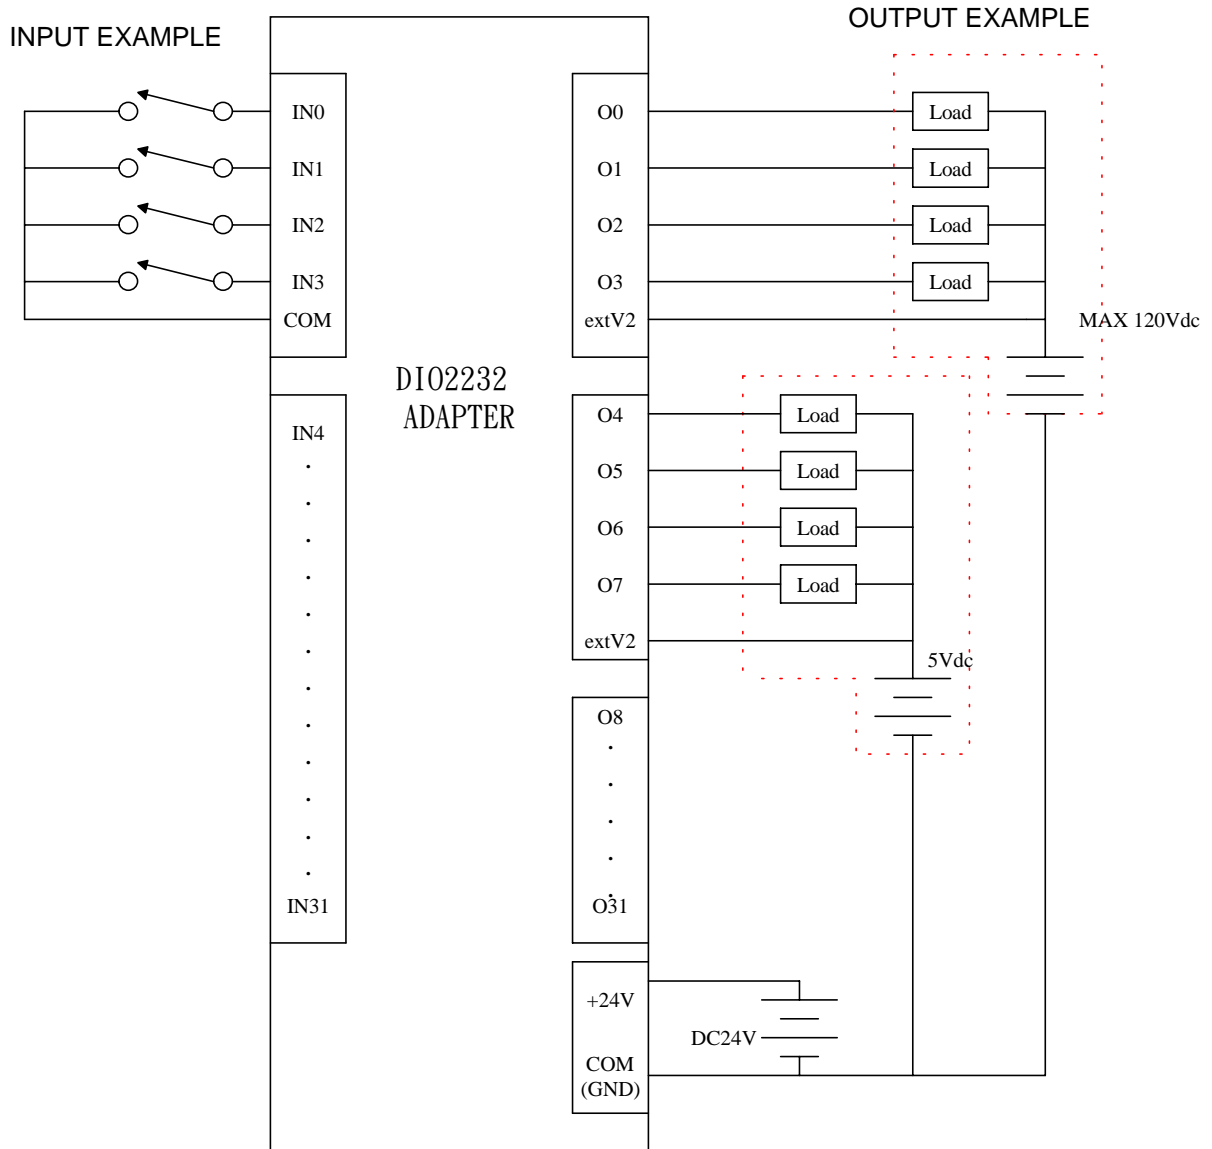 INPUT EXAMPLE
OUTPUT EXAMPLE
IN0
IN1
IN2
IN3
COM
IN4
IN31
DIO2232
ADAPTER
O0
O1
O2
O3
extV2
O4
O5
O6
O7
extV2
O8
O31
+24V
COM
(GND)
Load
Load
Load
Load
MAX 120Vdc
Load
Load
Load
Load
5Vdc
DC24V